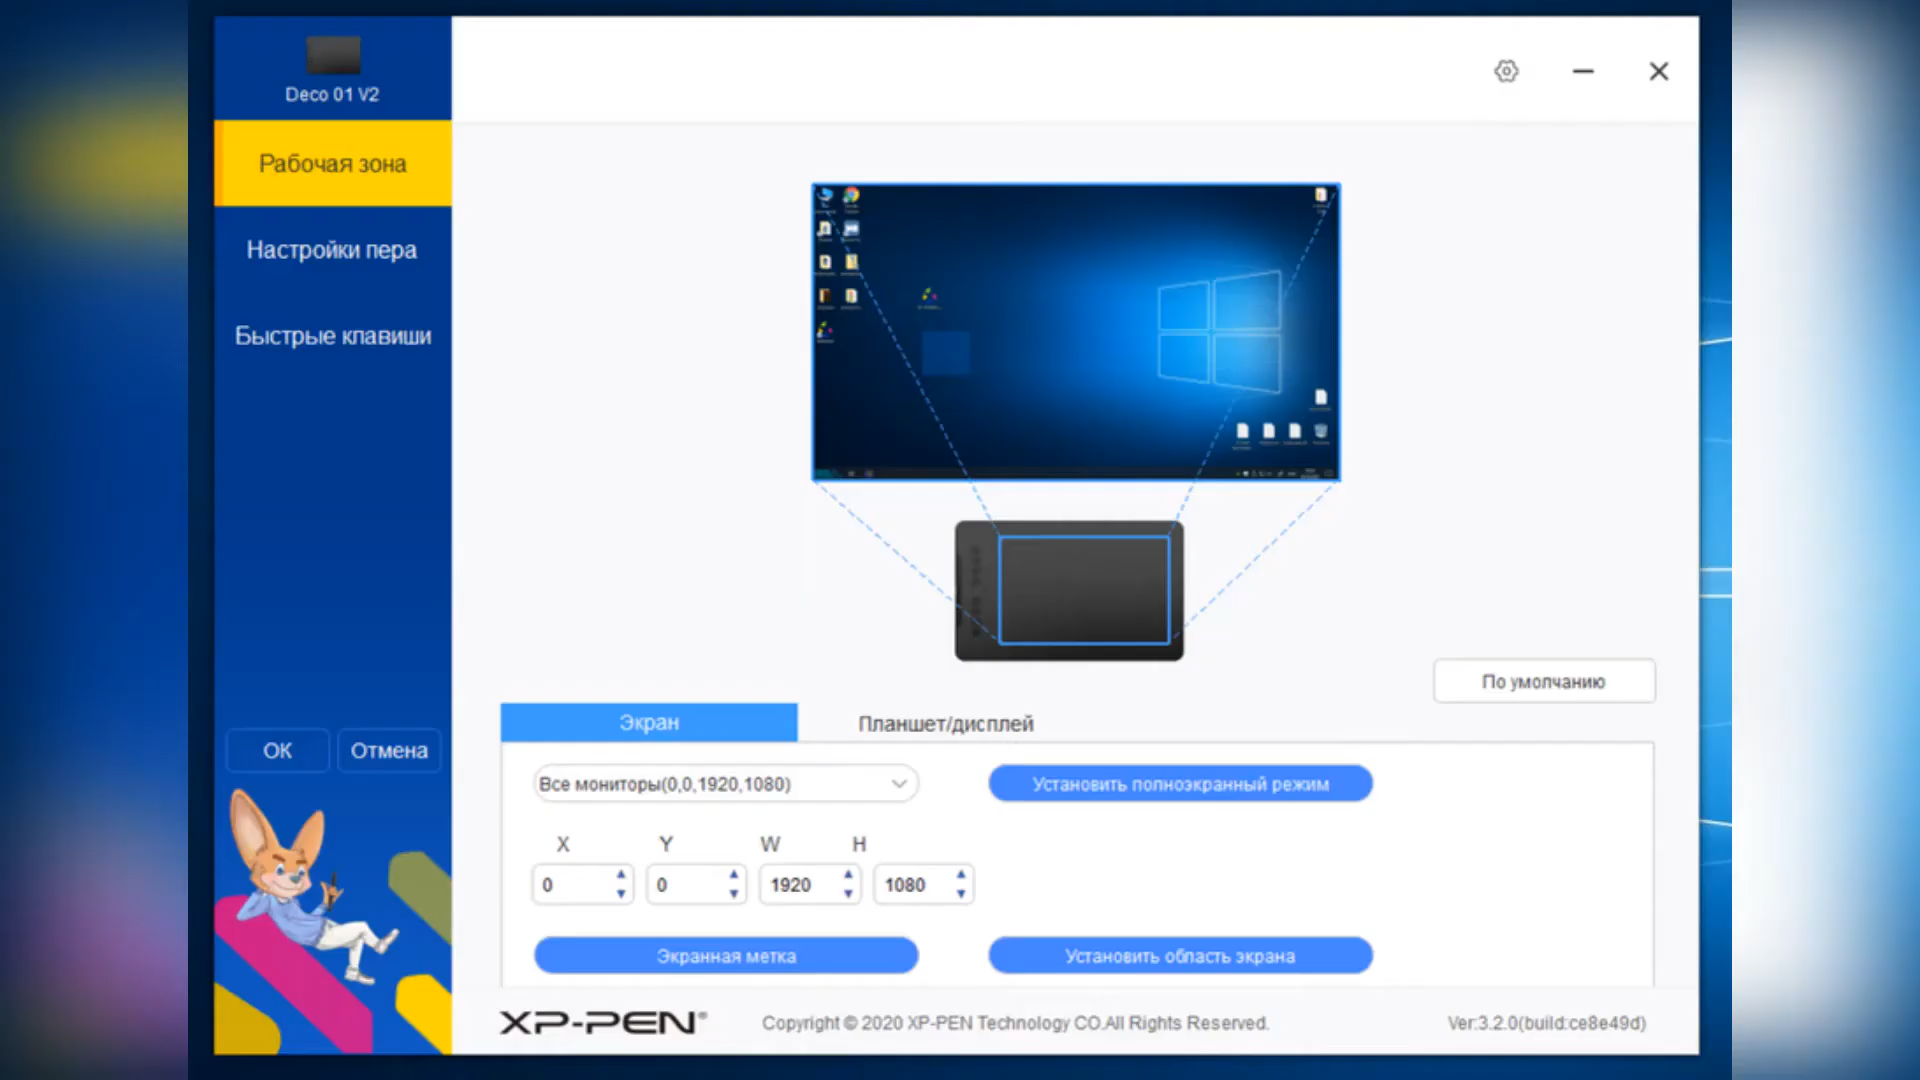 Deco 01 V2
Рабочая зона
Настройки пера
Быстрые клавиши
ОК Отмена
По умолчанию
Экран Планшет/дисплей
Все мониторы(0,0,1920,1080) Установить полноэкранный режим
X Y W H
0 0 1920 1080
Экранная метка Установить область экрана
XP-PEN® Copyright © 2020 XP-PEN Technology CO.All Rights Reserved. Ver:3.2.0(build:ce8e49d)